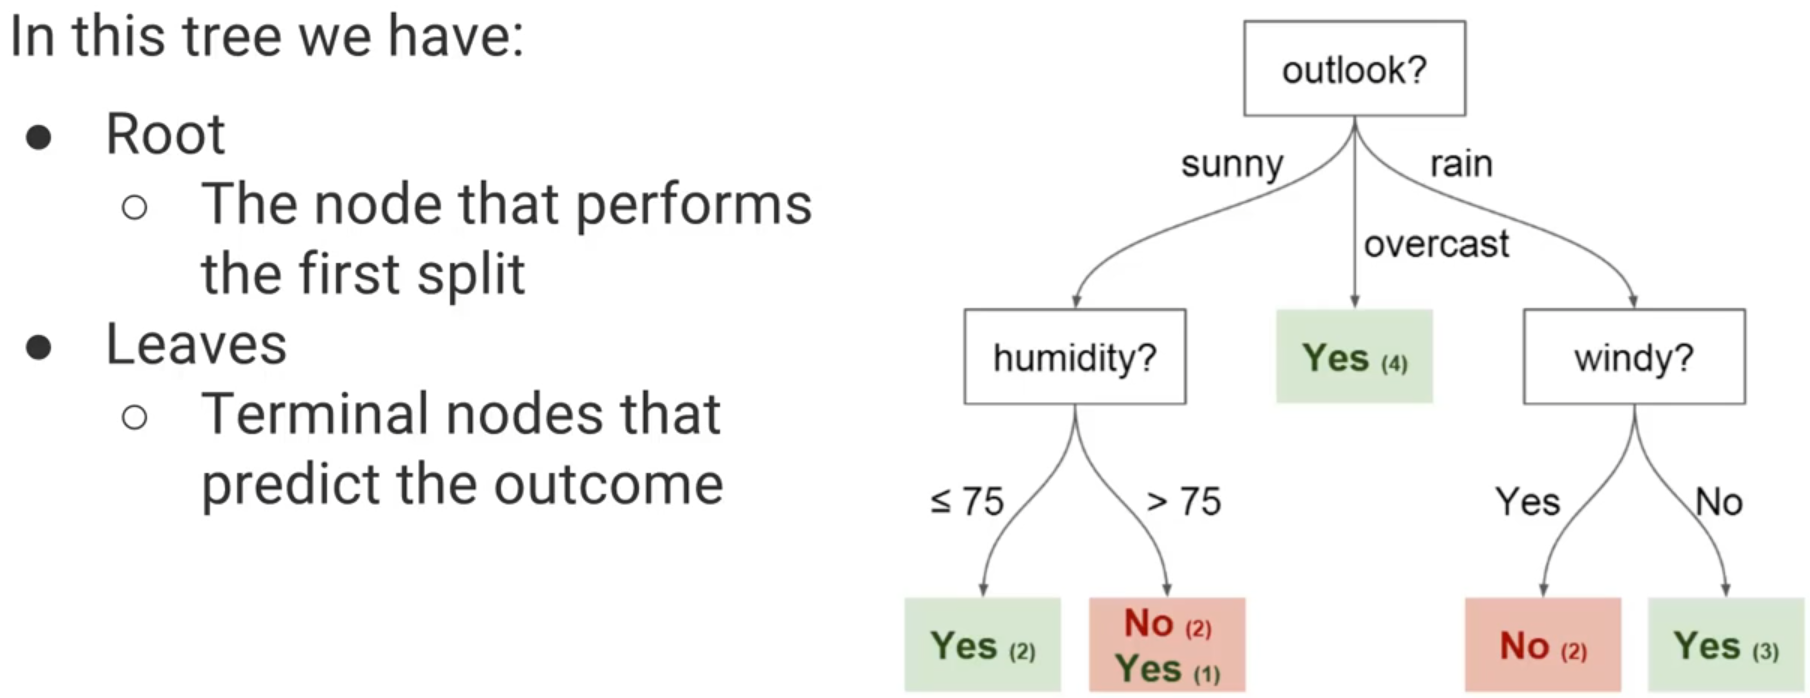 In this tree we have:
● Root
○ The node that performs
the first split
● Leaves
○ Terminal nodes that
predict the outcome
outlook?
sunny
rain
overcast
humidity?
Yes (4)
windy?
≤ 75
> 75
Yes
No
Yes (2)
No (2)
Yes (1)
No (2)
Yes (3)